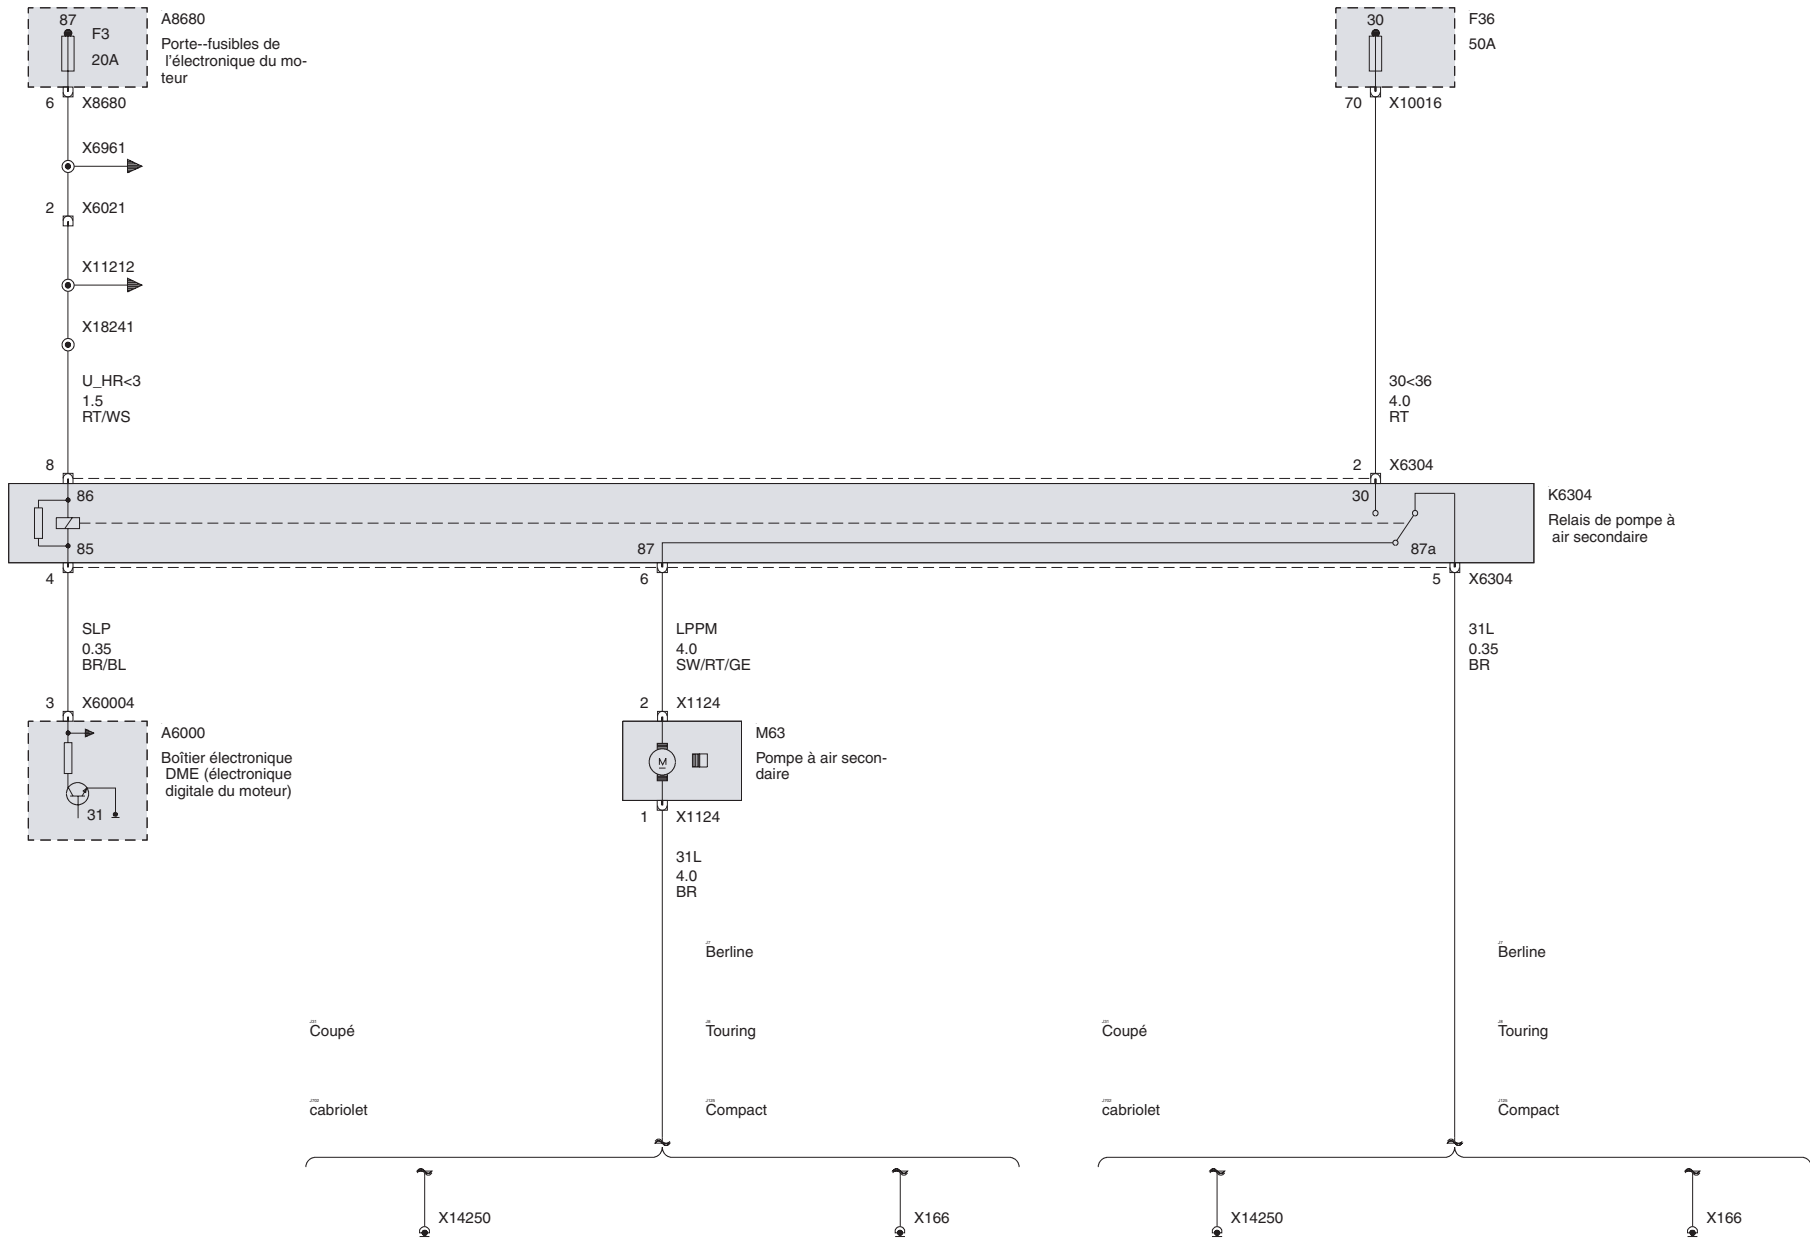 87
F3
20A
A8680
Porte--fusibles de
l'électronique du mo-
teur
6 X8680
X6961
2 X6021
X11212
X18241
U_HR<3
1.5
RT/WS
8
30
F36
50A
70 X10016
30<36
4.0
RT
2 X6304
86
85
30
87
87a
K6304
Relais de pompe à
air secondaire
4
6
5 X6304
SLP
0.35
BR/BL
3 X60004
A6000
Boîtier électronique
DME (électronique
digitale du moteur)
31
LPPM
4.0
SW/RT/GE
2 X1124
M63
Pompe à air secon-
daire
M
1 X1124
31L
4.0
BR
31L
0.35
BR
Berline
Berline
Coupé
Touring
Coupé
Touring
cabriolet
Compact
cabriolet
Compact
X14250
X166
X14250
X166